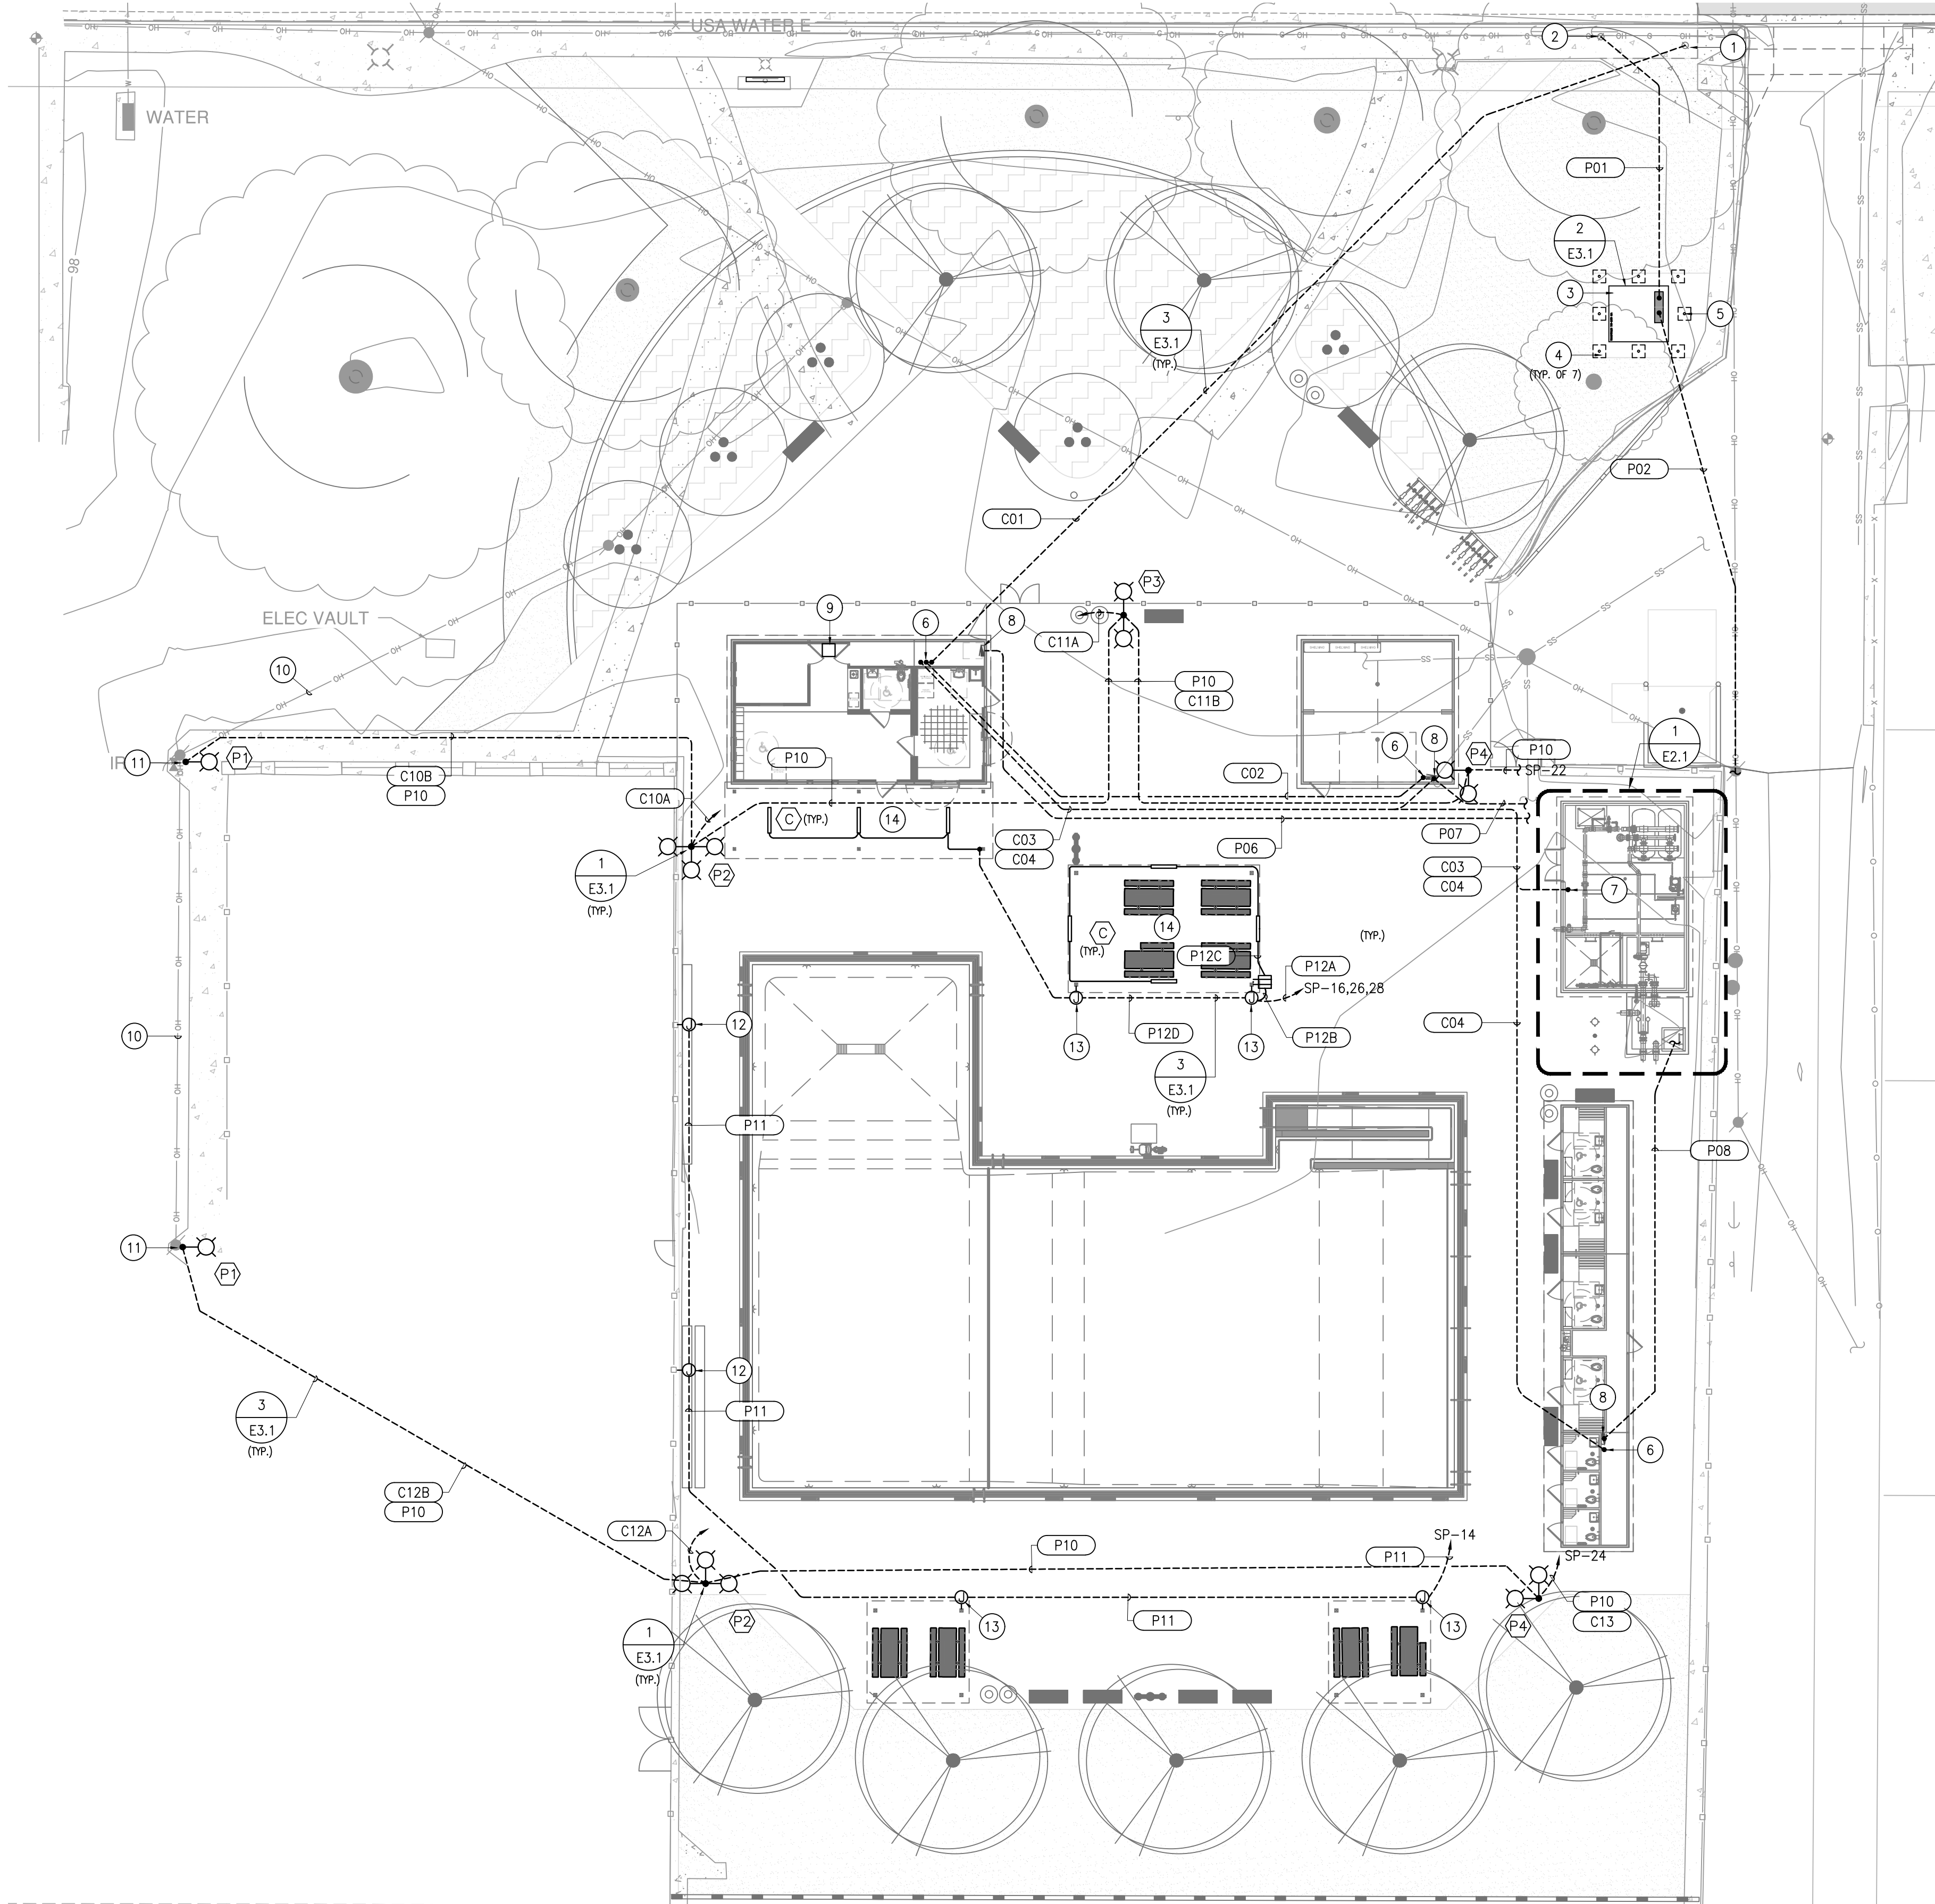 USA WATER E
WATER
98
ELEC VAULT
2
1
P01
2
E3.1
3
5
4
(TYP. OF 7)
3
E3.1
(TYP.)
P02
C01
P3
9
6
8
C11A
10
P10
C11B
1
E2.1
11
P1
P10
6
8
P4
P10
SP-22
C10B
P10
C02
C10A
C (TYP.)
14
C03
C04
P06
P07
1
E3.1
(TYP.)
P2
C03
C04
7
14
C
(TYP.)
(TYP.)
P12C
P12A
SP-16,26,28
10
12
P12D
P12B
C04
13
13
3
E3.1
(TYP.)
P11
P08
11
P1
12
8
P11
3
E3.1
(TYP.)
6
C12B
P10
C12A
P10
SP-14
P11
SP-24
P10
C13
P2
13
P11
13
P4
1
E3.1
(TYP.)
OH
OH
G
SS
W
X